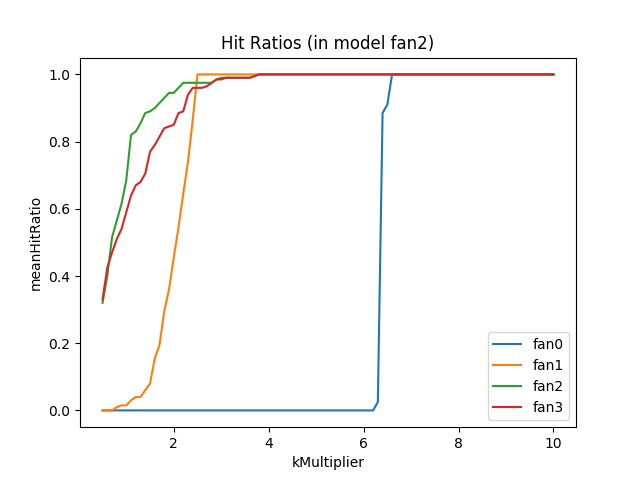 Hit Ratios (in model fan2)
meanHitRatio
1.0
0.8
0.6
0.4
0.2
0.0
2
4
6
8
10
kMultiplier
fan0
fan1
fan2
fan3